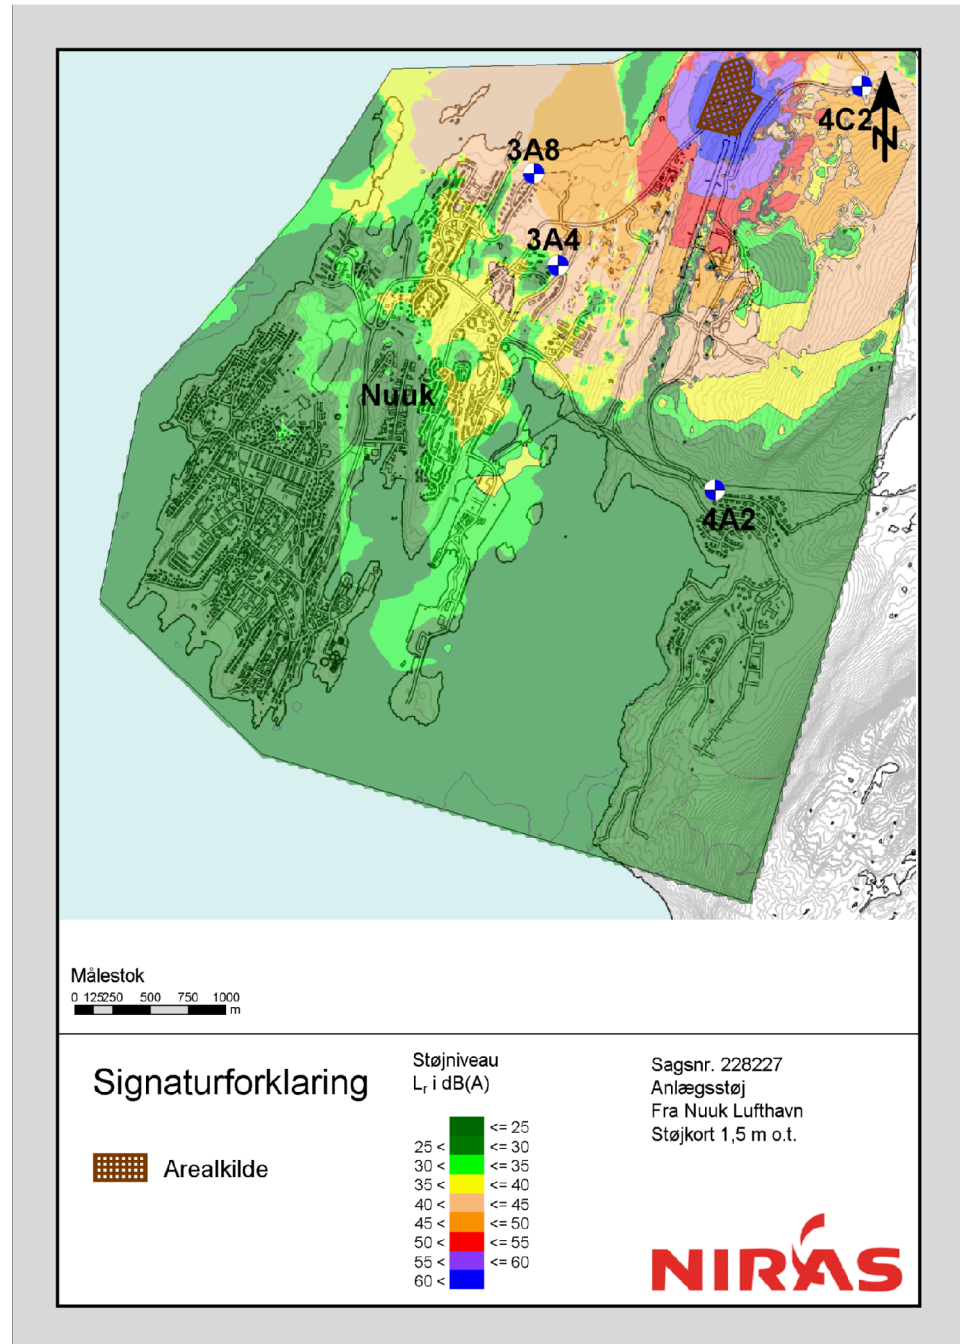 3A8
4C2
N
3A4
Nuuk
4A2
Målestok
0 125250 500 750 1000
m
Signaturforklaring
Arealkilde
Støjniveau
Lr i dB(A)
<= 25
25 < <= 30
30 < <= 35
35 < <= 40
40 < <= 45
45 < <= 50
50 < <= 55
55 < <= 60
60 <
Sagsnr. 228227
Anlægsstøj
Fra Nuuk Lufthavn
Støjkort 1,5 m o.t.
NIRÁS